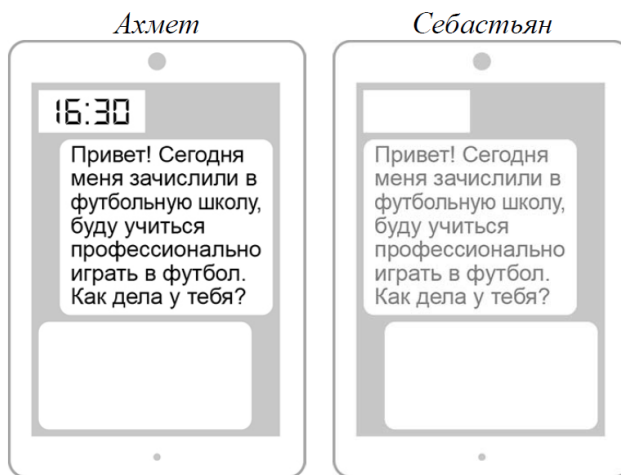 Ахмет
Себастьян
16:30
Привет! Сегодня
меня зачислили в
футбольную школу,
буду учиться
профессионально
играть в футбол.
Как дела у тебя?
Привет! Сегодня
меня зачислили в
футбольную школу,
буду учиться
профессионально
играть в футбол.
Как дела у тебя?